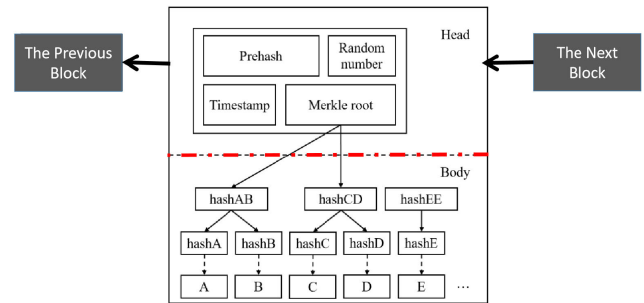 The Previous
Block
Head
Prehash
Random
number
Timestamp
Merkle root
The Next
Block
Body
hashAB
hashCD
hashEE
hashA
hashB
hashC
hashD
hashE
A
B
C
D
E
...